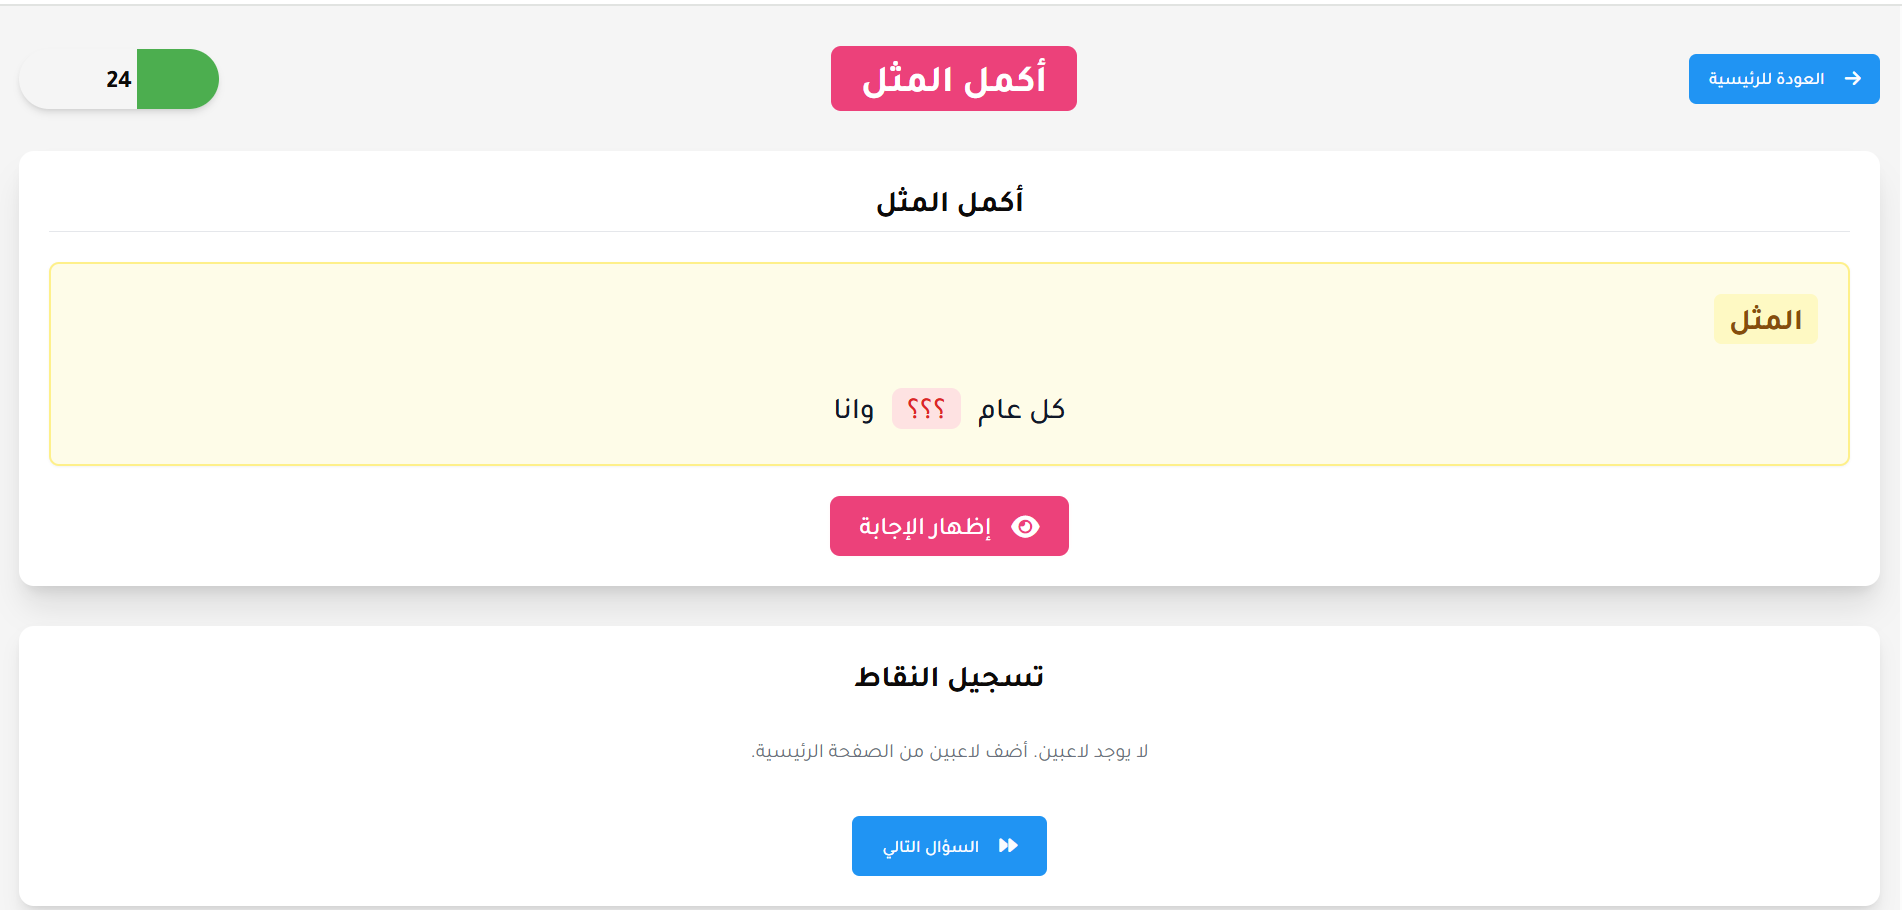 العودة للرئيسية
أكمل المثل
24
أكمل المثل
المثل
كل عام ؟؟؟ وانا
إظهار الإجابة
تسجيل النقاط
لا يوجد لاعبين. أضف لاعبين من الصفحة الرئيسية.
السؤال التالي